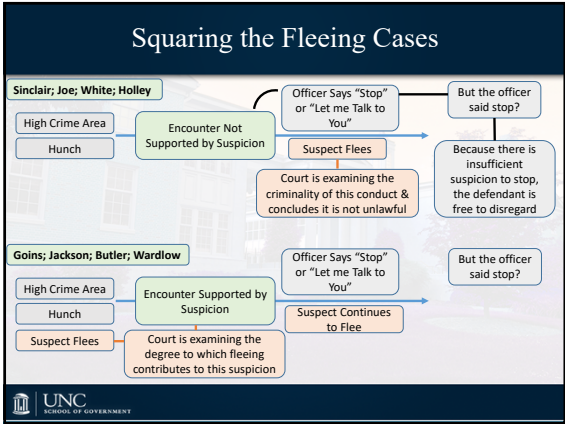 Squaring the Fleeing Cases
Sinclair; Joe; White; Holley
High Crime Area
Hunch
Encounter Not
Supported by Suspicion
Officer Says “Stop”
or “Let me Talk to
You”
Suspect Flees
Court is examining the
criminality of this conduct &
concludes it is not unlawful
But the officer
said stop?
Because there is
insufficient
suspicion to stop,
the defendant is
free to disregard
Goins; Jackson; Butler; Wardlow
High Crime Area
Hunch
Suspect Flees
Encounter Supported by
Suspicion
Court is examining the
degree to which fleeing
contributes to this suspicion
Officer Says “Stop”
or “Let me Talk to
You”
Suspect Continues
to Flee
But the officer
said stop?
UNC
SCHOOL OF GOVERNMENT